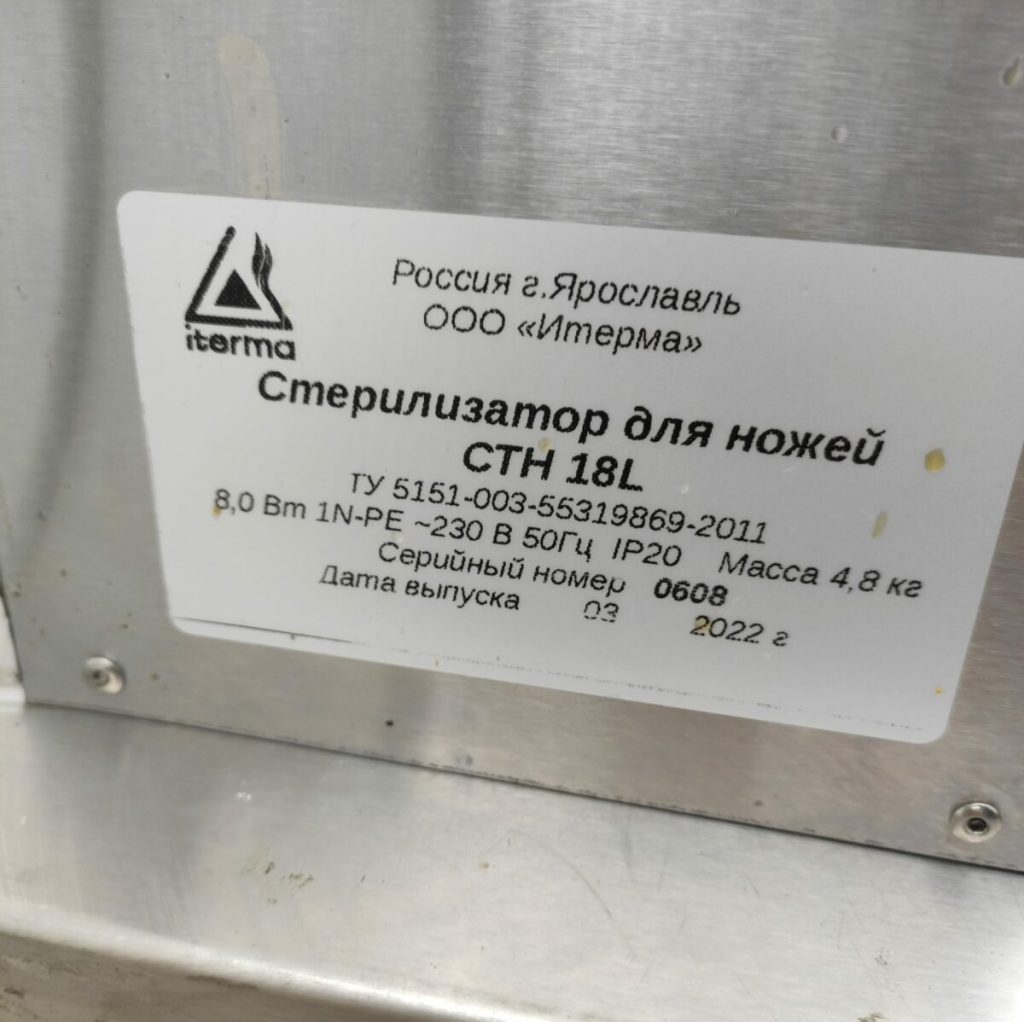 iterma
Россия г.Ярославль
ООО «Итерма»
Стерилизатор для ножей
СТН 18L
ТУ 5151-003-55319869-2011
8,0 Вт 1N-PE ~230 В 50Гц IP20 Масса 4,8 кг
Серийный номер 0608
Дата выпуска 03 2022 г